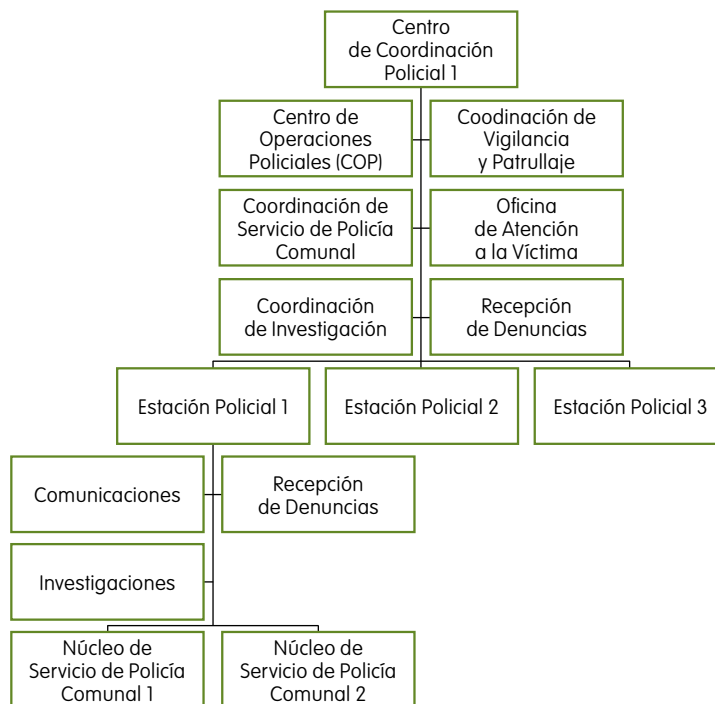 Centro
de Coordinación
Policial 1
Centro de
Operaciones
Policiales (COP)
Coodinación de
Vigilancia
y Patrullaje
Coordinación de
Servicio de Policía
Comunal
Oficina
de Atención
a la Víctima
Coordinación
de Investigación
Recepción
de Denuncias
Estación Policial 1
Estación Policial 2
Estación Policial 3
Comunicaciones
Recepción
de Denuncias
Investigaciones
Núcleo de
Servicio de Policía
Comunal 1
Núcleo de
Servicio de Policía
Comunal 2